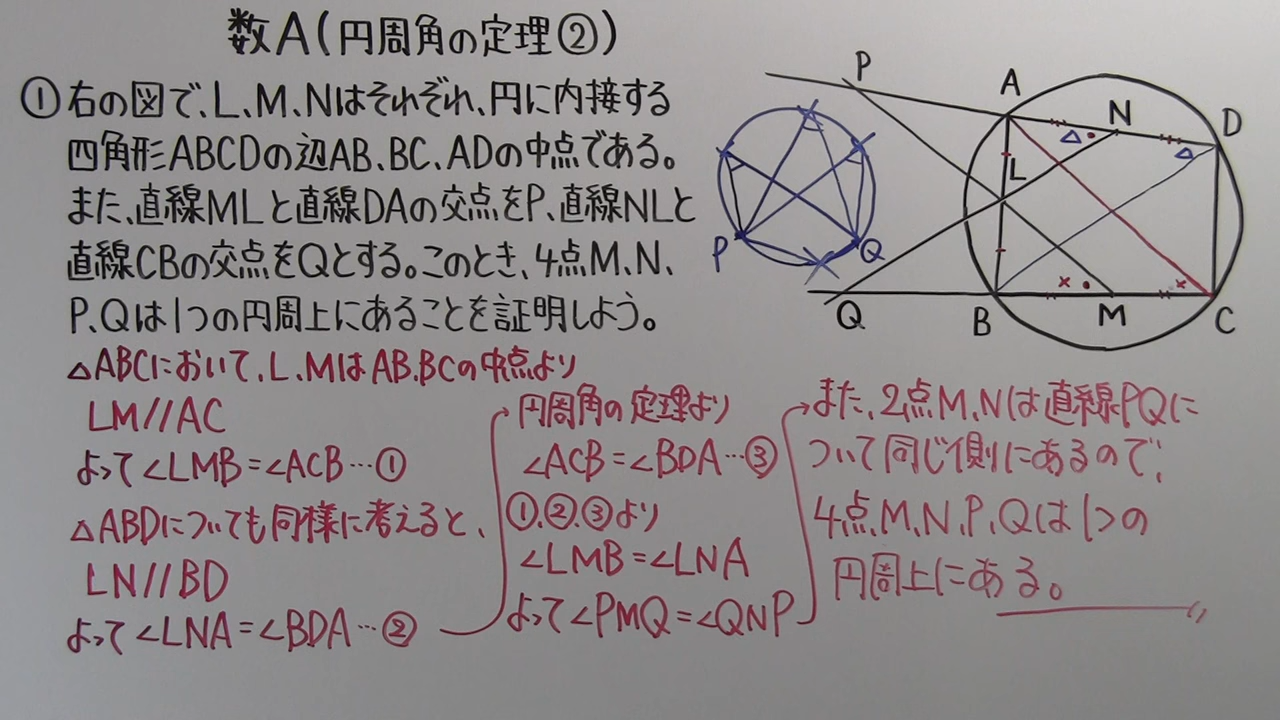 数A(円周角の定理②)
①右の図で、L、M、Nはそれぞれ、円に内接する
四角形ABCDの辺AB、BC、ADの中点である。
また、直線MLと直線DAの交点をP、直線NLと
直線CBの交点をQとする。このとき、4点M、N、
P、Qは1つの円周上にあることを証明しよう。
△ABCにおいて、L、MはAB、BCの中点より
LM//AC
よって∠LMB=∠ACB…①
△ABDについても同様に考えると、
LN//BD
よって∠LNA=∠BDA…②
円周角の定理より
∠ACB=∠BDA…③
①、②、③より
∠LMB=∠LNA
よって∠PMQ=∠QNP
また、2点M、Nは直線PQに
ついて同じ側にあるので、
4点、M、N、P、Qは1つの
円周上にある。
P
Q
P
A
N
D
L
Q
B
M
C